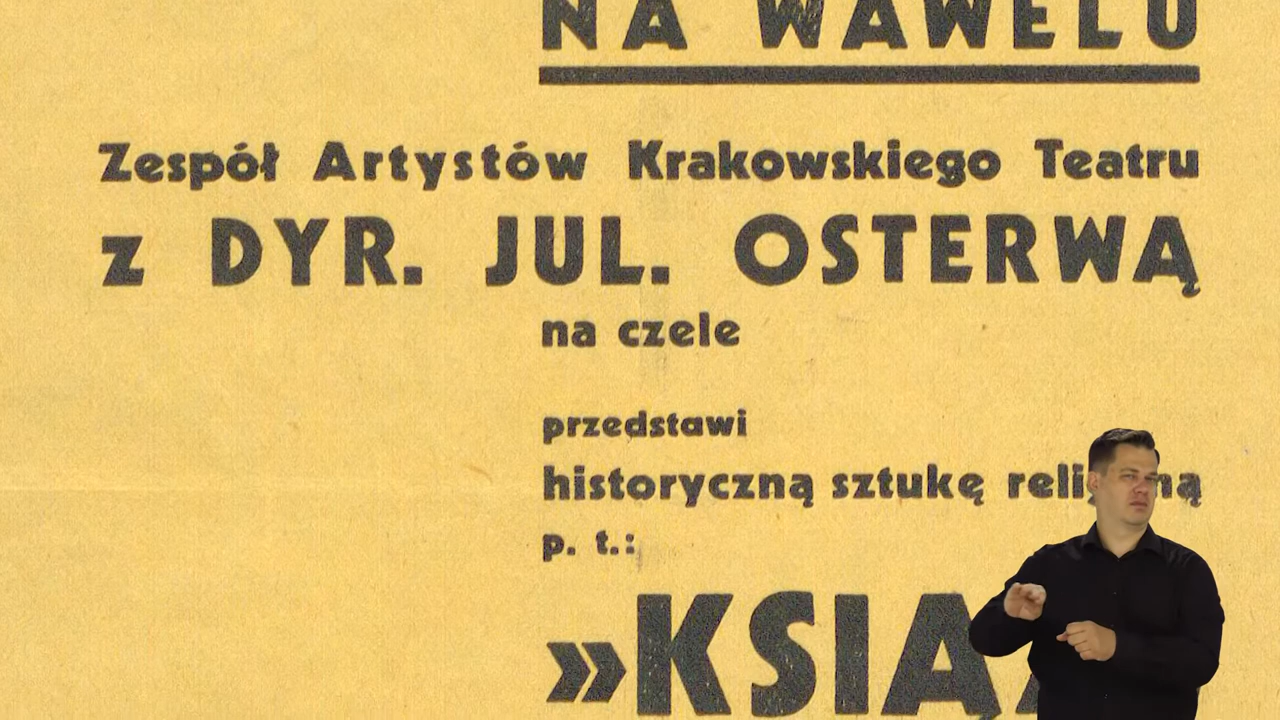 NA WAWELU
Zespół Artystów Krakowskiego Teatru
z DYR. JUL. OSTERWĄ
na czele
przedstawi
historyczną sztukę
p. t.: